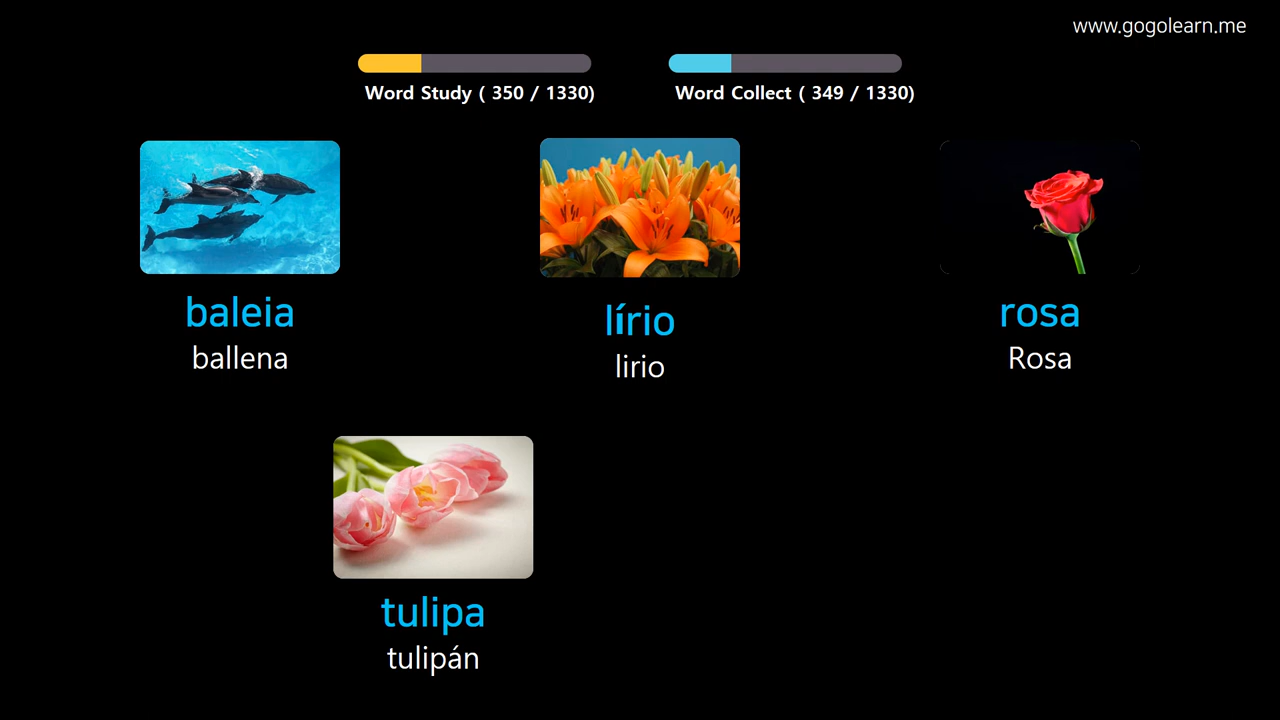 www.gogolearn.me
Word Study ( 350 / 1330)
Word Collect ( 349 / 1330)
baleia
ballena
lírio
lirio
rosa
Rosa
tulipa
tulipán